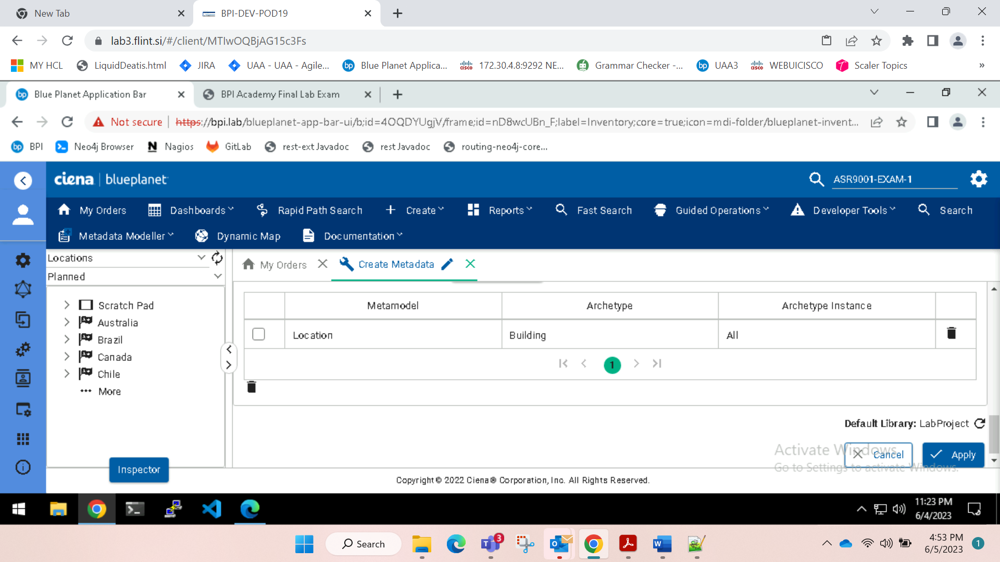 New Tab
BPI-DEV-POD19
lab3.flint.si/#/client/MTIwOQBjAG15c3Fs
MY HCL LiquidDeatis.html JIRA UAA - UAA - Agile... Blue Planet Applica... 172.30.4.8:9292 NE... Grammar Checker -... UAA3 WEBUICISCO Scaler Topics »
Blue Planet Application Bar
BPI Academy Final Lab Exam
Not secure https://bpi.lab/blueplanet-app-bar-ui/b;id=4OQDYUgjV/frame;id=nD8wcUBn_F;label=Inventory;core=true;icon=mdi-folder/blueplanet-invent...
BPI Neo4j Browser Nagios GitLab rest-ext Javadoc rest Javadoc routing-neo4j-core...
ciena blueplanet
ASR9001-EXAM-1
My Orders Dashboards Rapid Path Search Create Reports Fast Search Guided Operations Developer Tools Search
Metadata Modeller Dynamic Map Documentation
Locations
Planned
Scratch Pad
Australia
Brazil
Canada
Chile
More
Inspector
My Orders Create Metadata
Metamodel Archetype Archetype Instance
Location Building All
1
Default Library: LabProject
Cancel Apply
Activate Windows
Go to Settings to activate Windows.
Copyright © 2022 Ciena® Corporation, Inc. All Rights Reserved.
11:23 PM
6/4/2023
Search
3
4:53 PM
6/5/2023
1